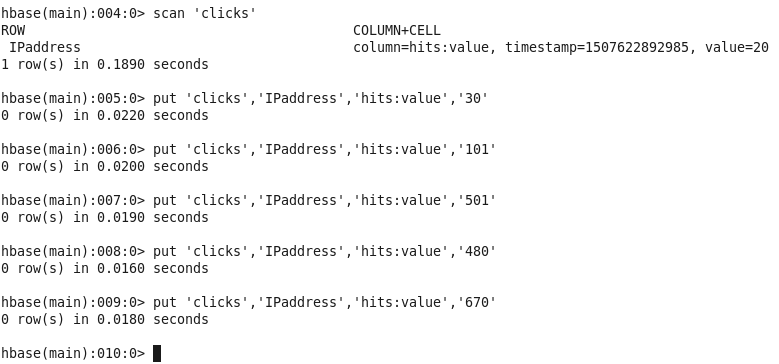 hbase(main):004:0> scan 'clicks'
ROW COLUMN+CELL
IPaddress column=hits:value, timestamp=1507622892985, value=20
1 row(s) in 0.1890 seconds
hbase(main):005:0> put 'clicks','IPaddress','hits:value','30'
0 row(s) in 0.0220 seconds
hbase(main):006:0> put 'clicks','IPaddress','hits:value','101'
0 row(s) in 0.0200 seconds
hbase(main):007:0> put 'clicks','IPaddress','hits:value','501'
0 row(s) in 0.0190 seconds
hbase(main):008:0> put 'clicks','IPaddress','hits:value','480'
0 row(s) in 0.0160 seconds
hbase(main):009:0> put 'clicks','IPaddress','hits:value','670'
0 row(s) in 0.0180 seconds
hbase(main):010:0>